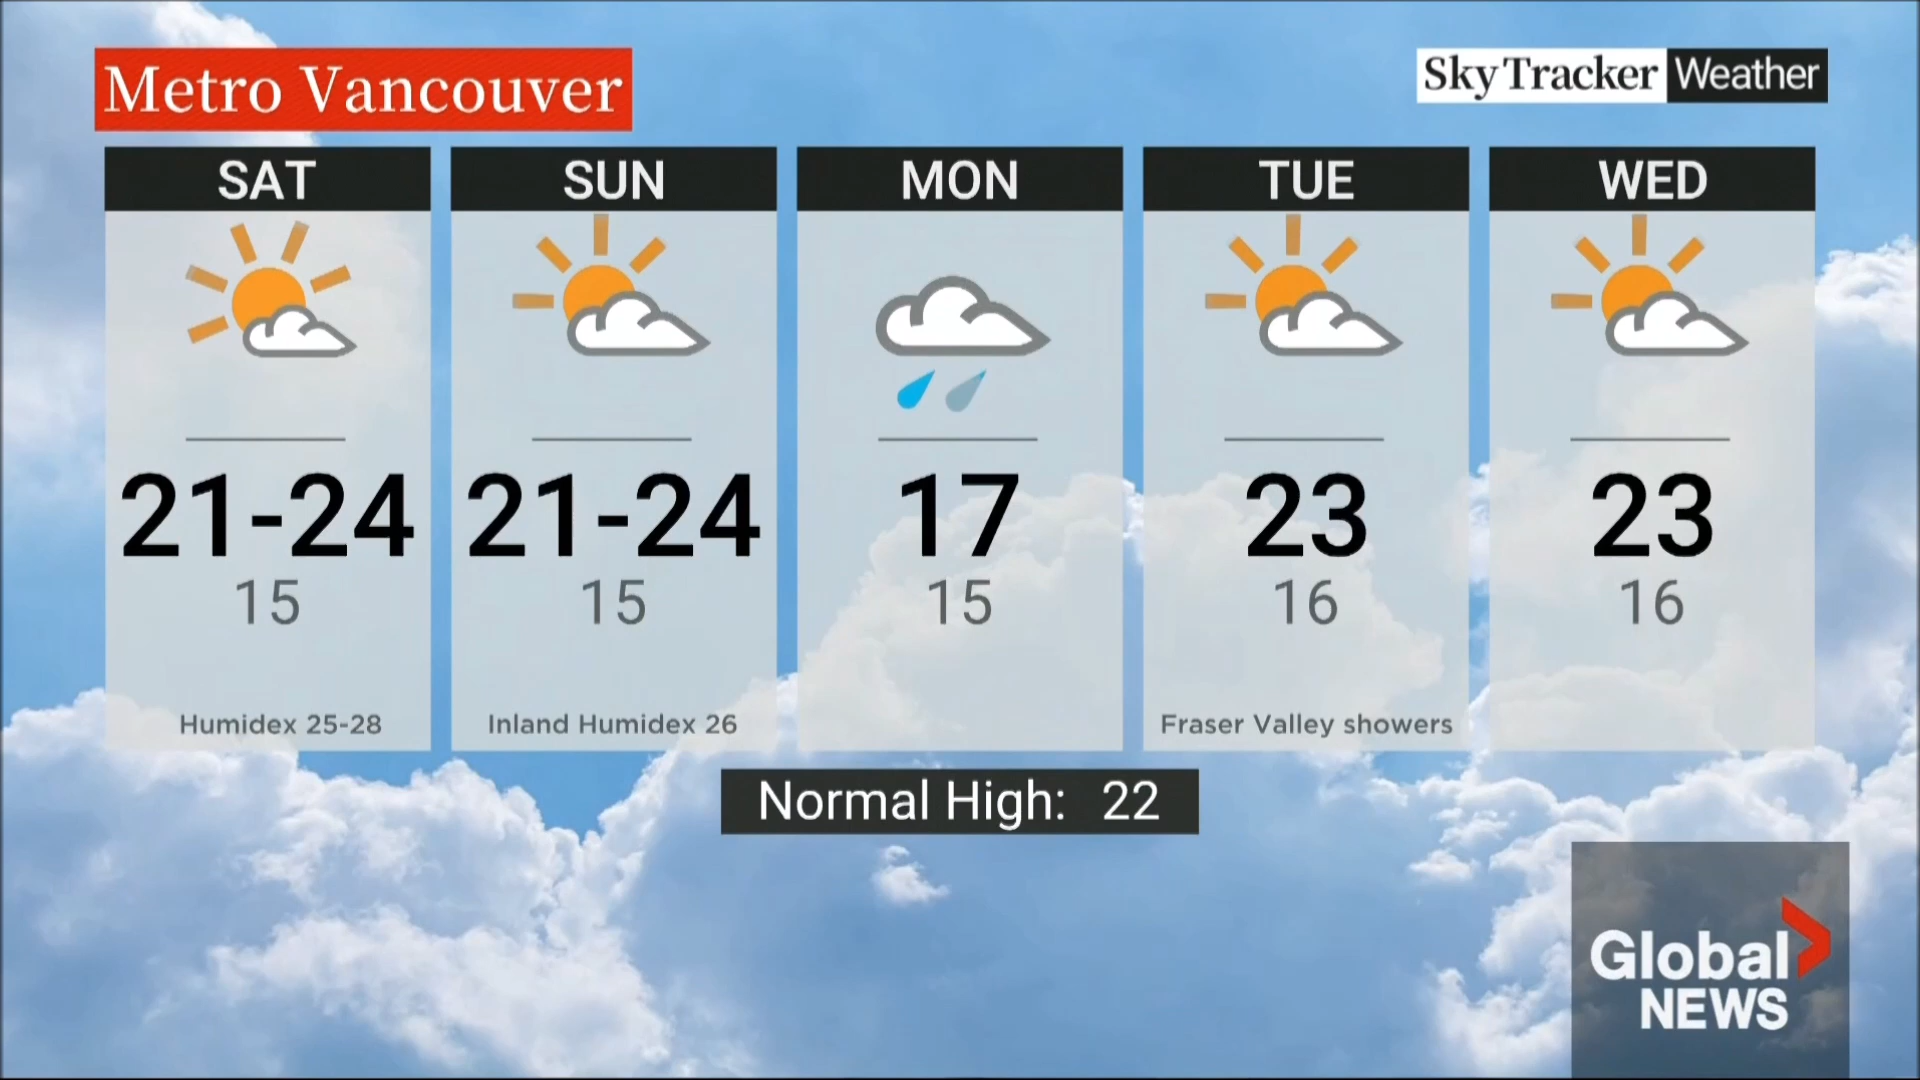 Metro Vancouver
SkyTracker Weather
SAT
21-24
15
Humidex 25-28
SUN
21-24
15
Inland Humidex 26
MON
17
15
TUE
23
16
Fraser Valley showers
WED
23
16
Normal High: 22
Global
NEWS